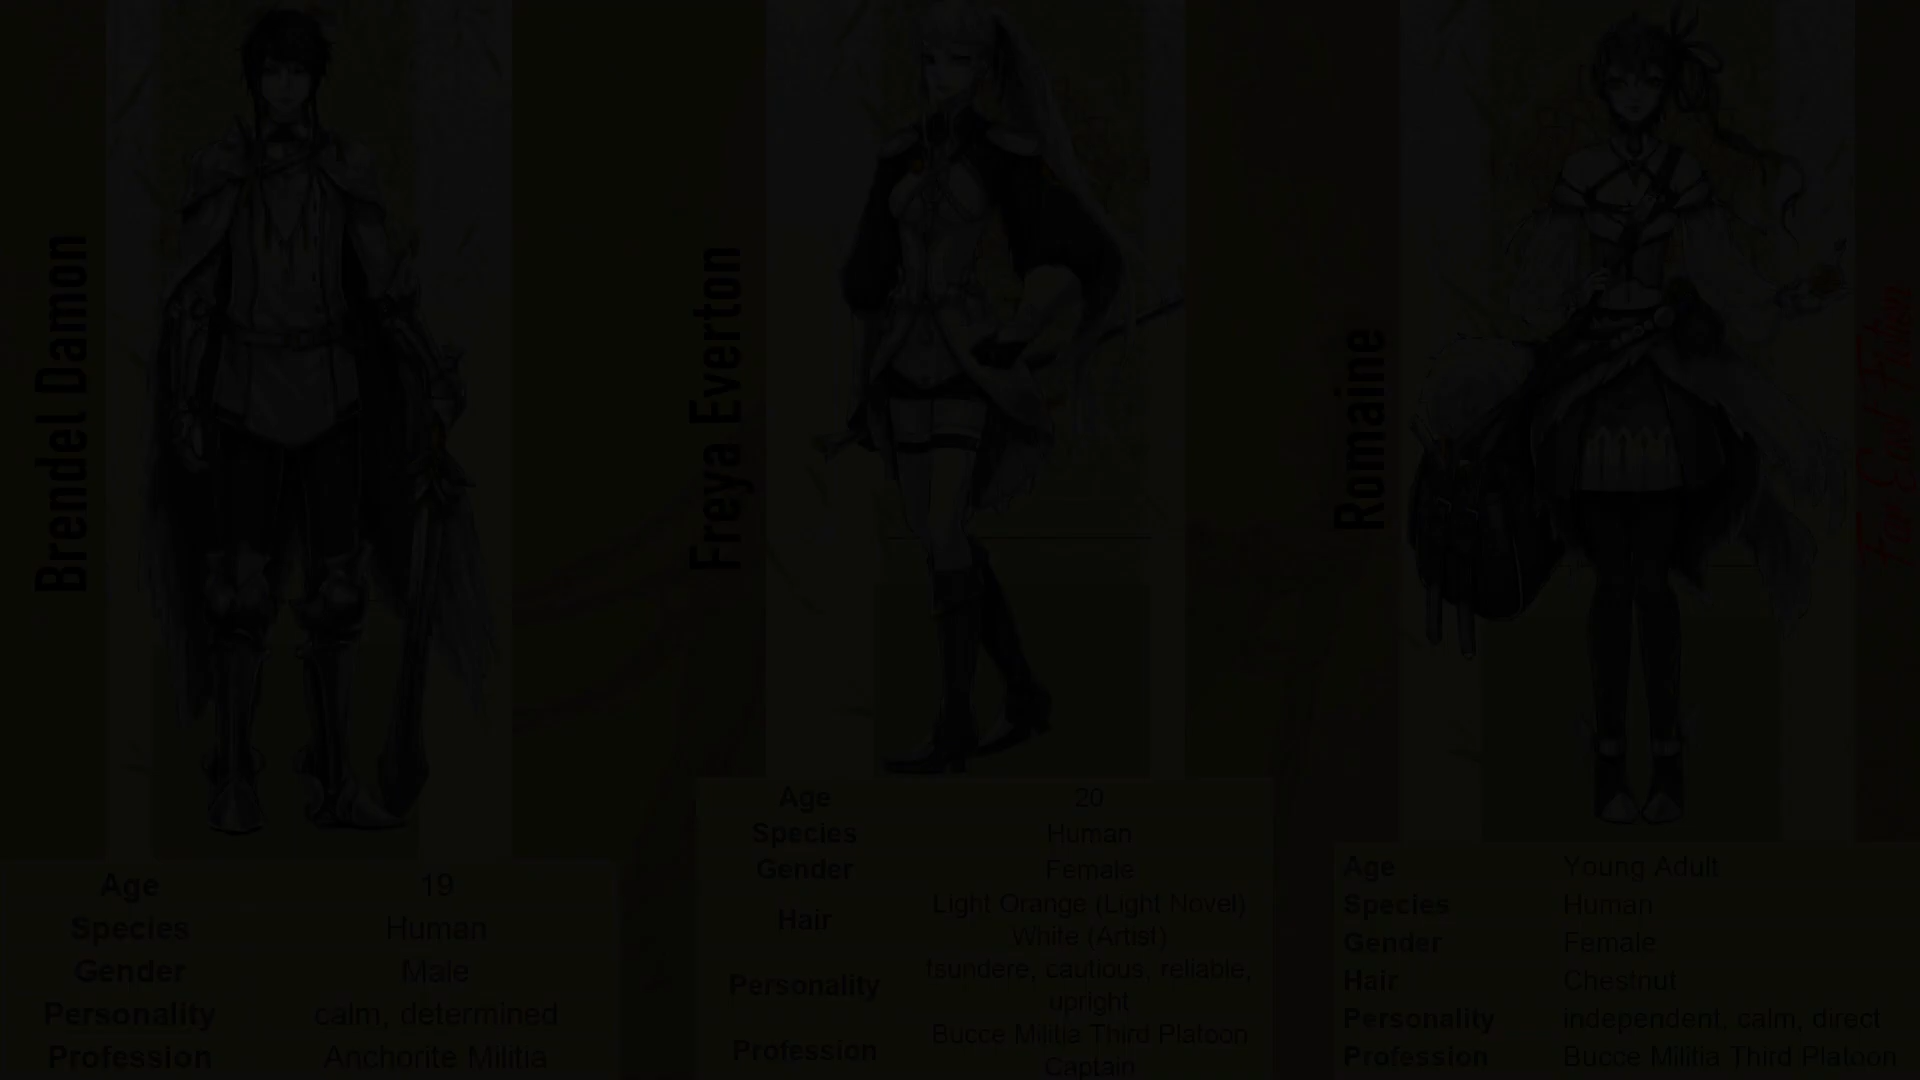 Brendel Damon
Age 19
Species Human
Gender Male
Personality calm, determined
Profession Anchorite Militia
Freya Everton
Age 20
Species Human
Gender Female
Hair Light Orange (Light Novel)
White (Artist)
Personality tsundere, cautious, reliable,
upright
Profession Bucce Militia Third Platoon
Captain
Romaine
Age Young Adult
Species Human
Gender Female
Hair Chestnut
Personality independent, calm, direct
Profession Bucce Militia Third Platoon